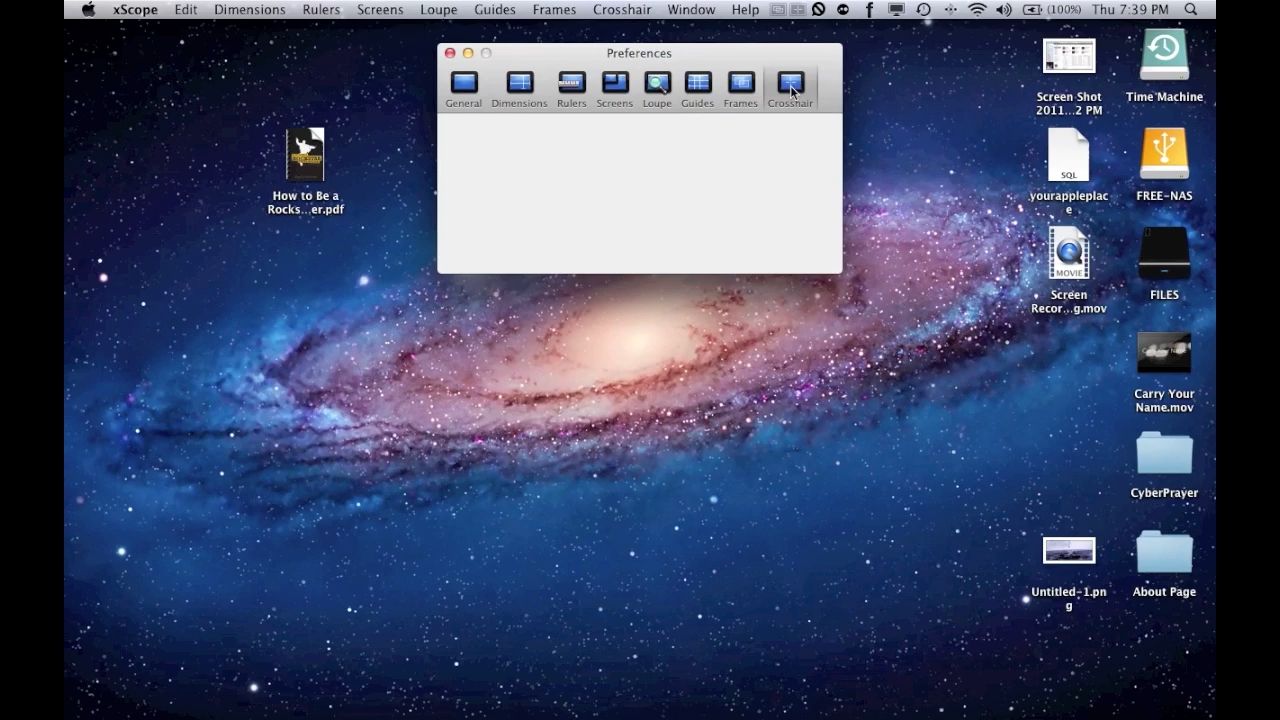 xScope Edit Dimensions Rulers Screens Loupe Guides Frames Crosshair Window Help (100%) Thu 7:39 PM
Preferences
General Dimensions Rulers Screens Loupe Guides Frames Crosshair
Screen Shot
2011...2 PM
Time Machine
How to Be a
Rocks...er.pdf
SQL
yourappleplac
e
FREE-NAS
MOVIE
Screen
Recor...g.mov
FILES
Carry Your
Name.mov
CyberPrayer
Untitled-1.pn
g
About Page